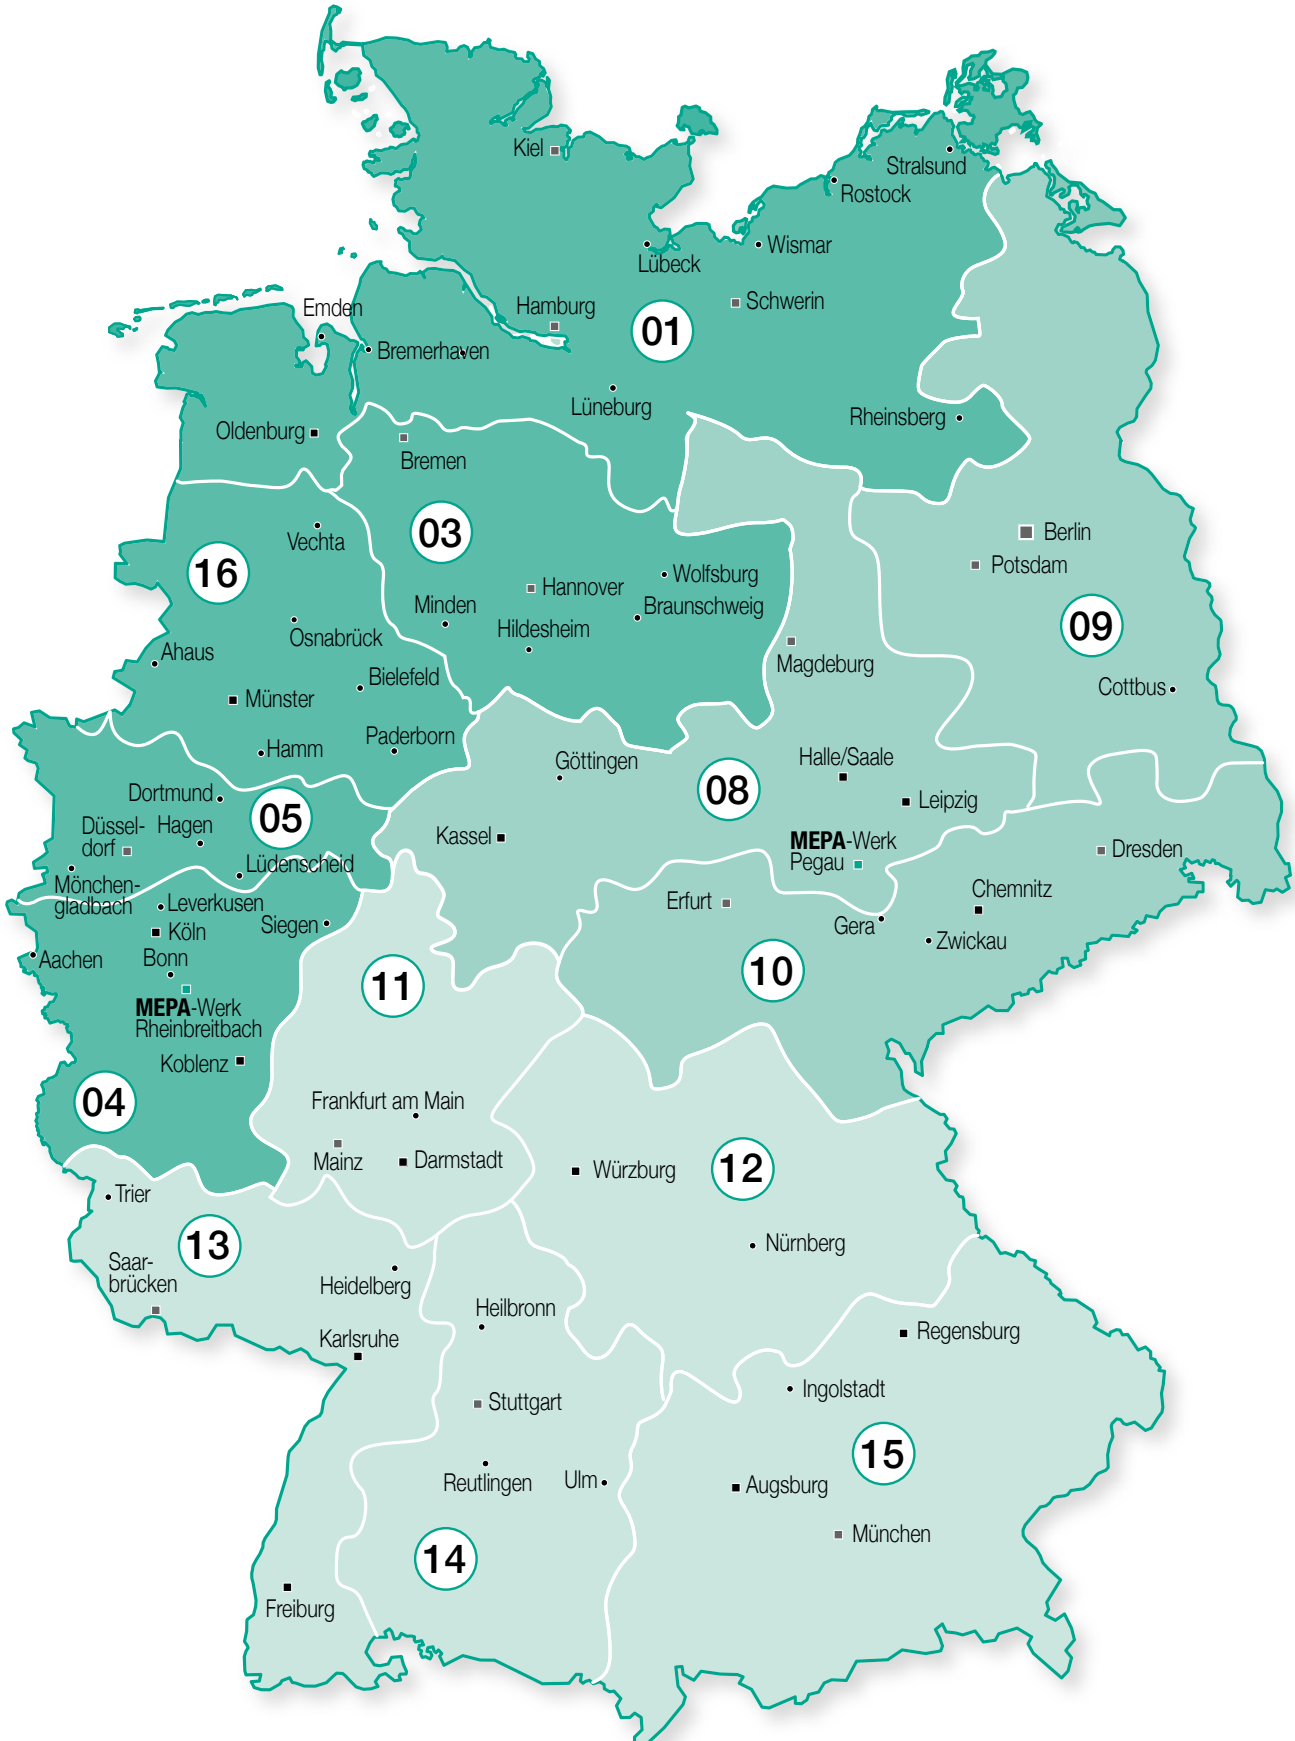 Kiel
Stralsund
Rostock
Wismar
Lübeck
Schwerin
Hamburg
01
Emden
Bremerhaven
Lüneburg
Rheinsberg
Oldenburg
Bremen
03
Vechta
Berlin
Potsdam
16
Wolfsburg
Hannover
Braunschweig
Minden
Hildesheim
09
Osnabrück
Ahaus
Magdeburg
Bielefeld
Cottbus
Münster
Paderborn
Hamm
Göttingen
Halle/Saale
08
Leipzig
Dortmund
05
Düssel-
dorf
Hagen
Kassel
MEPA-Werk
Pegau
Dresden
Lüdenscheid
Mönchen-
gladbach
Chemnitz
Leverkusen
Erfurt
Siegen
Gera
Köln
Zwickau
Aachen
Bonn
10
11
MEPA-Werk
Rheinbreitbach
Koblenz
04
Frankfurt am Main
Mainz
Darmstadt
Würzburg
12
Trier
13
Nürnberg
Saar-
brücken
Heidelberg
Heilbronn
Karlsruhe
Regensburg
Ingolstadt
Stuttgart
15
Reutlingen
Ulm
Augsburg
München
14
Freiburg